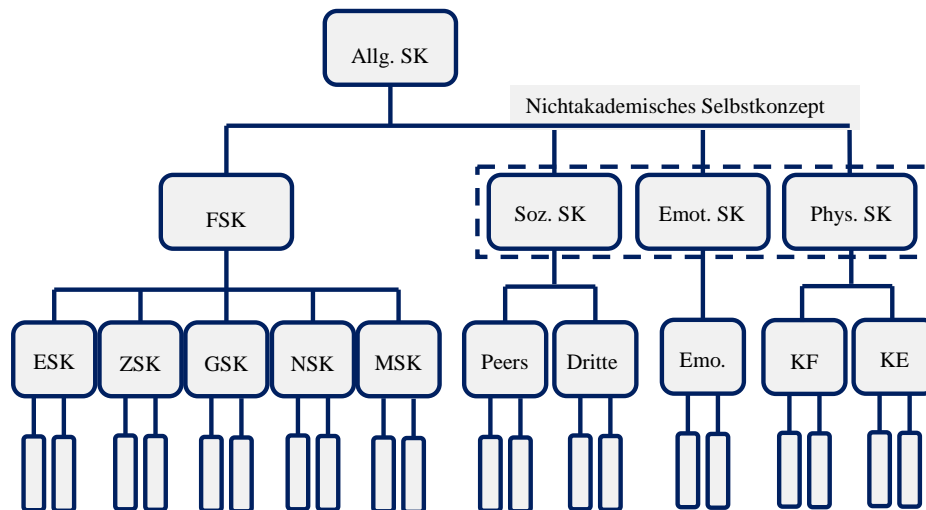 Allg. SK
Nichtakademisches Selbstkonzept
FSK
Soz. SK
Emot. SK
Phys. SK
ESK
ZSK
GSK
NSK
MSK
Peers
Dritte
Emo.
KF
KE